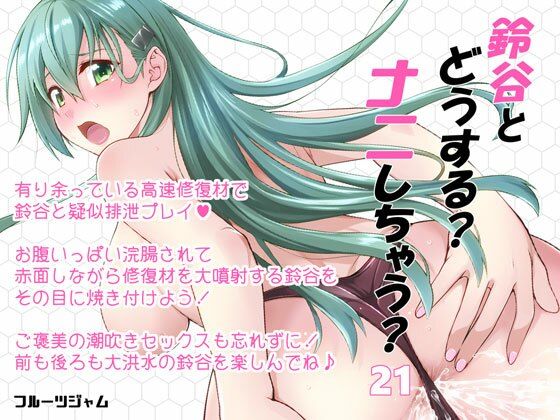 鈴谷と
どうする?
ナニしちゃう?
21
有り余っている高速修復材で
鈴谷と疑似排泄プレイ♥
お腹いっぱい浣腸されて
赤面しながら修復材を大噴射する鈴谷を
その目に焼き付けよう!
ご褒美の潮吹きセックスも忘れずに!
前も後ろも大洪水の鈴谷を楽しんでね♪
フルーツジャム